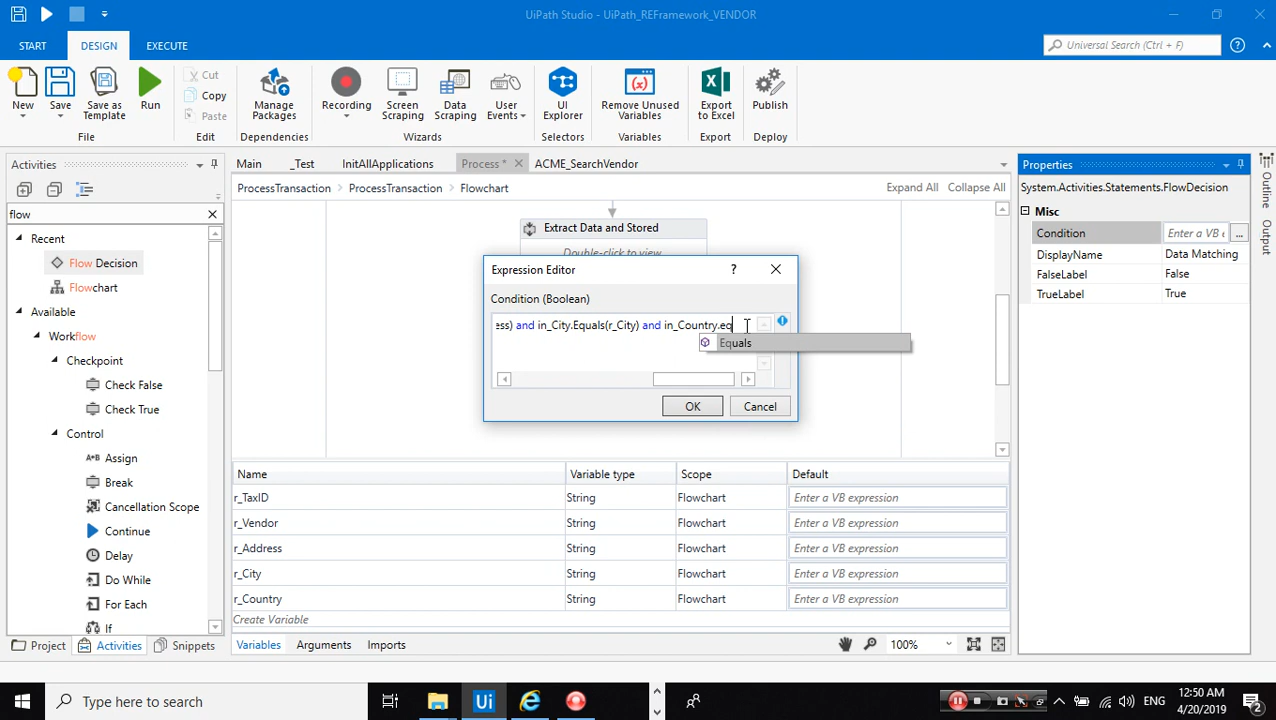 UiPath Studio - UiPath_REFramework_VENDOR
START DESIGN EXECUTE
Universal Search (Ctrl + F)
New Save Save as Template Run
Cut
Copy
Paste
Manage Packages
Recording Screen Scraping Data Scraping User Events
UI Explorer
Remove Unused Variables
Export to Excel
Publish
File Edit Dependencies Wizards Selectors Variables Export Deploy
Activities
Main _Test InitAllApplications Process * ACME_SearchVendor
Properties
ProcessTransaction ProcessTransaction Flowchart Expand All Collapse All
System.Activities.Statements.FlowDecision
flow
Misc
Recent
Flow Decision
Flowchart
Available
Workflow
Checkpoint
Check False
Check True
Control
Assign
Break
Cancellation Scope
Continue
Delay
Do While
For Each
If
Extract Data and Stored
Double-click to view
Condition Enter a VB e ...
DisplayName Data Matching
FalseLabel False
TrueLabel True
Expression Editor ?
Condition (Boolean)
ess) and in_City.Equals(r_City) and in_Country.eq
Equals
OK Cancel
Name Variable type Scope Default
r_TaxID String Flowchart Enter a VB expression
r_Vendor String Flowchart Enter a VB expression
r_Address String Flowchart Enter a VB expression
r_City String Flowchart Enter a VB expression
r_Country String Flowchart Enter a VB expression
Create Variable
Variables Arguments Imports 100%
Project Activities Snippets
Outline
Output
Type here to search
Ui
ENG
12:50 AM
4/20/2019
2